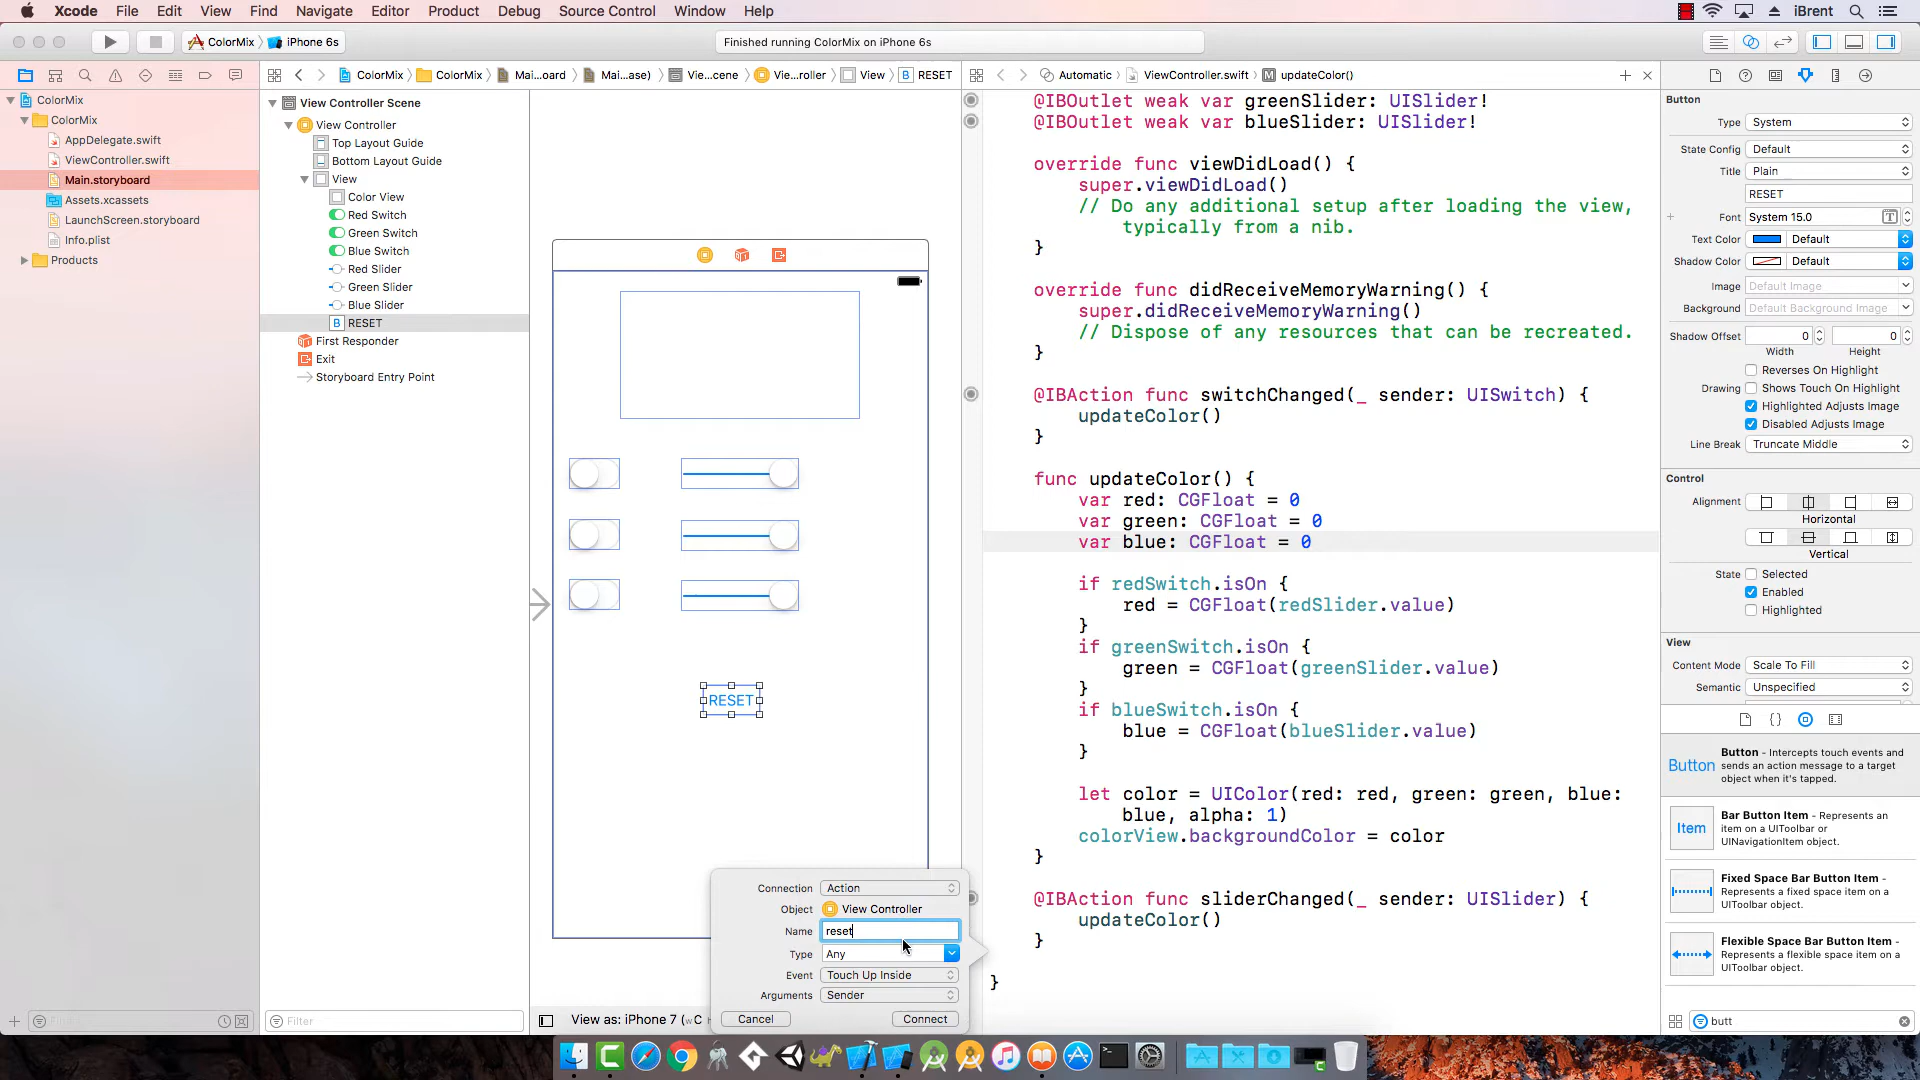 Xcode File Edit View Find Navigate Editor Product Debug Source Control Window Help iBrent
ColorMix iPhone 6s Finished running ColorMix on iPhone 6s
ColorMix ColorMix Mai...oard Mai...ase) Vie...cene Vie...roller View B RESET Automatic ViewController.swift M updateColor()
ColorMix
ColorMix
AppDelegate.swift
ViewController.swift
Main.storyboard
Assets.xcassets
LaunchScreen.storyboard
Info.plist
Products
View Controller Scene
View Controller
Top Layout Guide
Bottom Layout Guide
View
Color View
Red Switch
Green Switch
Blue Switch
Red Slider
Green Slider
Blue Slider
B RESET
First Responder
Exit
Storyboard Entry Point
Filter
RESET
View as: iPhone 7 (wC
Connection Action
Object View Controller
Name reset
Type Any
Event Touch Up Inside
Arguments Sender
Cancel Connect
@IBOutlet weak var greenSlider: UISlider!
@IBOutlet weak var blueSlider: UISlider!
override func viewDidLoad() {
super.viewDidLoad()
// Do any additional setup after loading the view,
typically from a nib.
}
override func didReceiveMemoryWarning() {
super.didReceiveMemoryWarning()
// Dispose of any resources that can be recreated.
}
@IBAction func switchChanged(_ sender: UISwitch) {
updateColor()
}
func updateColor() {
var red: CGFloat = 0
var green: CGFloat = 0
var blue: CGFloat = 0
if redSwitch.isOn {
red = CGFloat(redSlider.value)
}
if greenSwitch.isOn {
green = CGFloat(greenSlider.value)
}
if blueSwitch.isOn {
blue = CGFloat(blueSlider.value)
}
let color = UIColor(red: red, green: green, blue:
blue, alpha: 1)
colorView.backgroundColor = color
}
@IBAction func sliderChanged(_ sender: UISlider) {
updateColor()
}
}
Button
Type System
State Config Default
Title Plain
RESET
Font System 15.0
Text Color Default
Shadow Color Default
Image Default Image
Background Default Background Image
Shadow Offset 0 0
Width Height
Reverses On Highlight
Drawing Shows Touch On Highlight
Highlighted Adjusts Image
Disabled Adjusts Image
Line Break Truncate Middle
Control
Alignment
Horizontal
Vertical
State Selected
Enabled
Highlighted
View
Content Mode Scale To Fill
Semantic Unspecified
Button
Button - Intercepts touch events and
sends an action message to a target
object when it's tapped.
Item
Bar Button Item - Represents an
item on a UIToolbar or
UINavigationItem object.
Fixed Space Bar Button Item -
Represents a fixed space item on a
UIToolbar object.
Flexible Space Bar Button Item -
Represents a flexible space item on a
UIToolbar object.
butt